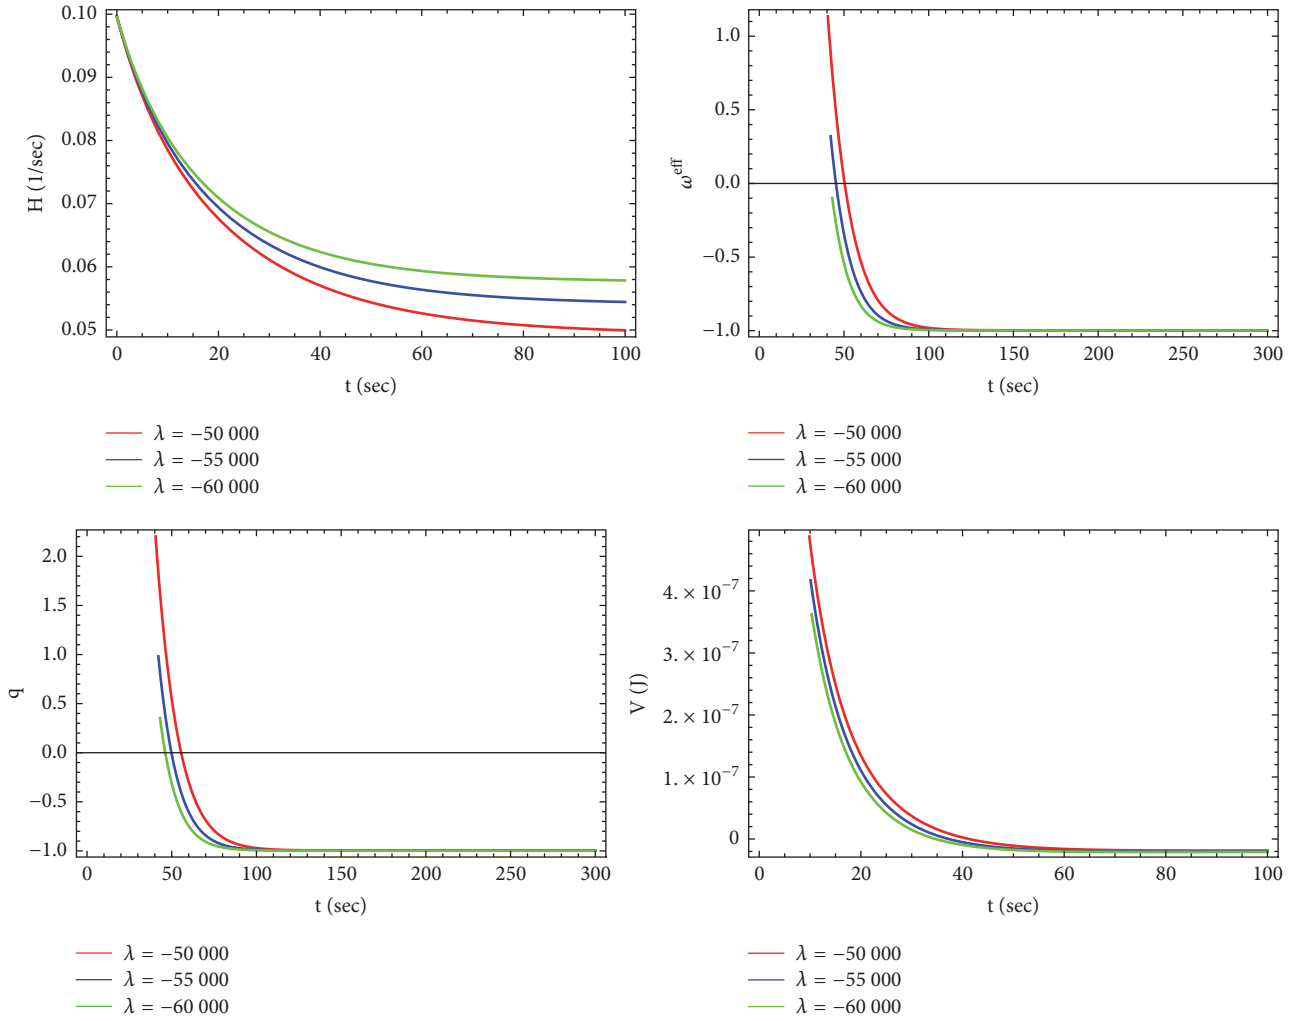 0.10
0.09
0.08
0.07
0.06
0.05
H (1/sec)
0 20 40 60 80 100
t (sec)
λ = −50 000
λ = −55 000
λ = −60 000
1.0
0.5
0.0
−0.5
−1.0
ω^eff
0 50 100 150 200 250 300
t (sec)
λ = −50 000
λ = −55 000
λ = −60 000
2.0
1.5
1.0
0.5
0.0
−0.5
−1.0
q
0 50 100 150 200 250 300
t (sec)
λ = −50 000
λ = −55 000
λ = −60 000
4. × 10^−7
3. × 10^−7
2. × 10^−7
1. × 10^−7
0
V (J)
0 20 40 60 80 100
t (sec)
λ = −50 000
λ = −55 000
λ = −60 000